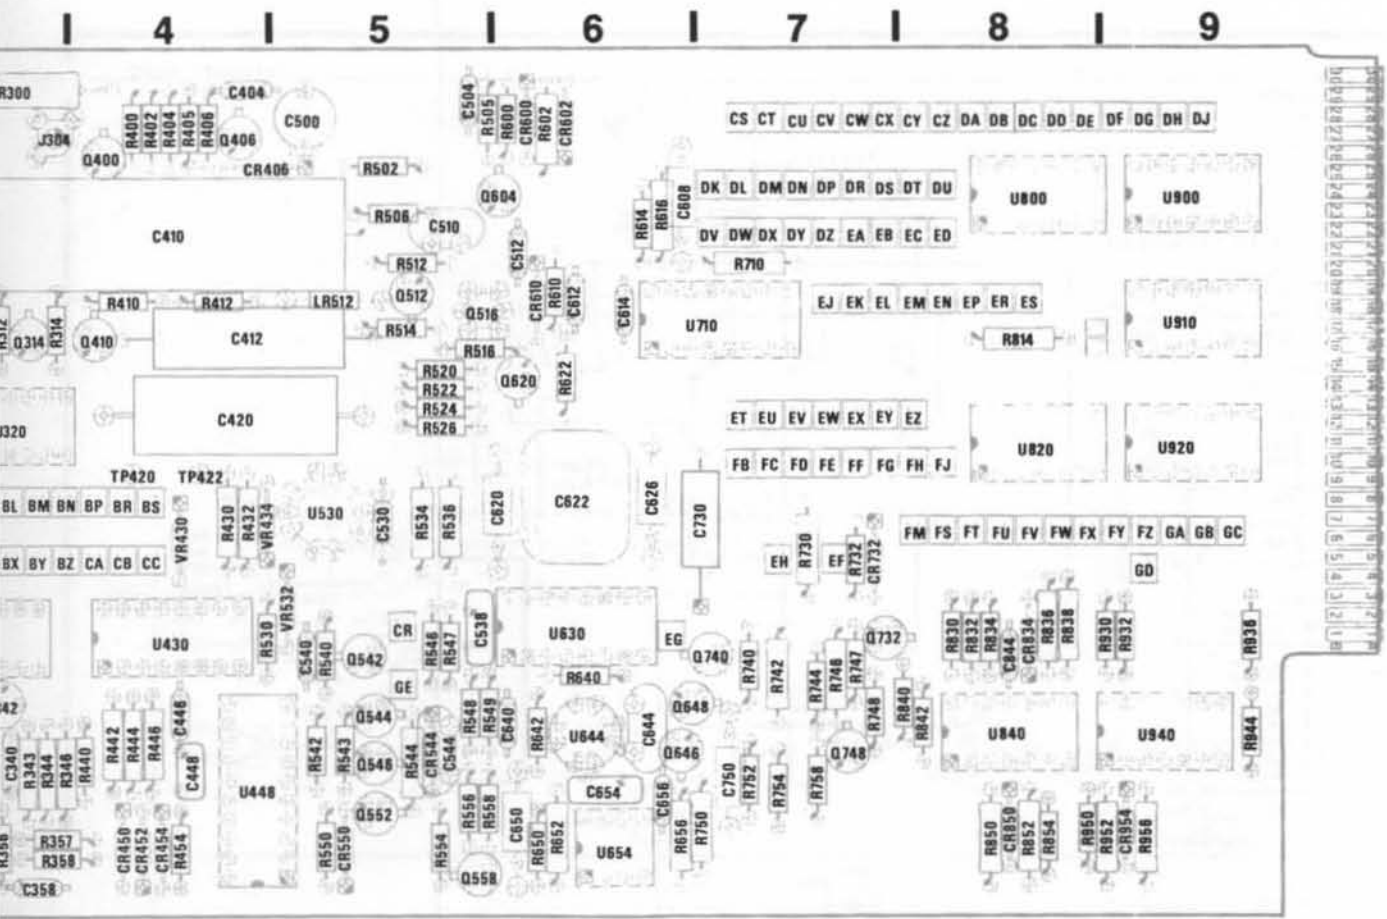 4 5 6 7 8 9
R300 J304 Q400 R400 R402 R404 R405 R406 C404 Q406 CR406 C500 R502 C504 R505 R600 CR600 R602 CR602
CS CT CU CV CW CX CY CZ DA DB DC DD DE DF DG DH DJ
C410 R506 C510 Q604 C512 R614 R616 C608
DK DL DM DN DP DR DS DT DU U800 U900
DV DW DX DY DZ EA EB EC ED
R512 R710
R410 R412 LR512 Q512 Q516 CR610 R610 C612 C614 U710
EJ EK EL EM EN EP ER ES U910
R312 Q314 R314 Q410 C412 R514 R516 R814
R520 Q620 R622
R522
R524
R526
C420 ET EU EV EW EX EY EZ
U320 U820 U920
FB FC FD FE FF FG FH FJ
TP420 TP422
BL BM BN BP BR BS VR430 R430 R432 VR434 U530 C530 R534 R536 C620 C622 C626 C730
FM FS FT FU FV FW FX FY FZ GA GB GC
BX BY BZ CA CB CC EH R730 EF R732 CR732 GD
VR532
U430 R530 C540 R540 Q542 CR R546 R547 C538 U630 EG Q740 R740 R742 R744 R746 R747 Q732 R830 R832 R834 C844 CR834 R836 R838 R930 R932 R936
GE R640
C446 Q544 R548 R549 C640 R642 U644 C644 Q648 R748 R840 R842 U840 U940 R944
C340 R343 R344 R346 R440 R442 R444 R446 C448 U448 R542 R543 Q548 R544 CR544 C544 Q646 C750 R752 R754 R758 Q748
Q552 R556 R558 C650 C654 C656 R656 R750
R356 R357 CR450 CR452 CR454 R454 R550 CR550 R554 R650 R652 U654 R850 CR850 R852 R854 R950 R952 CR954 R956
R358
C358 Q558